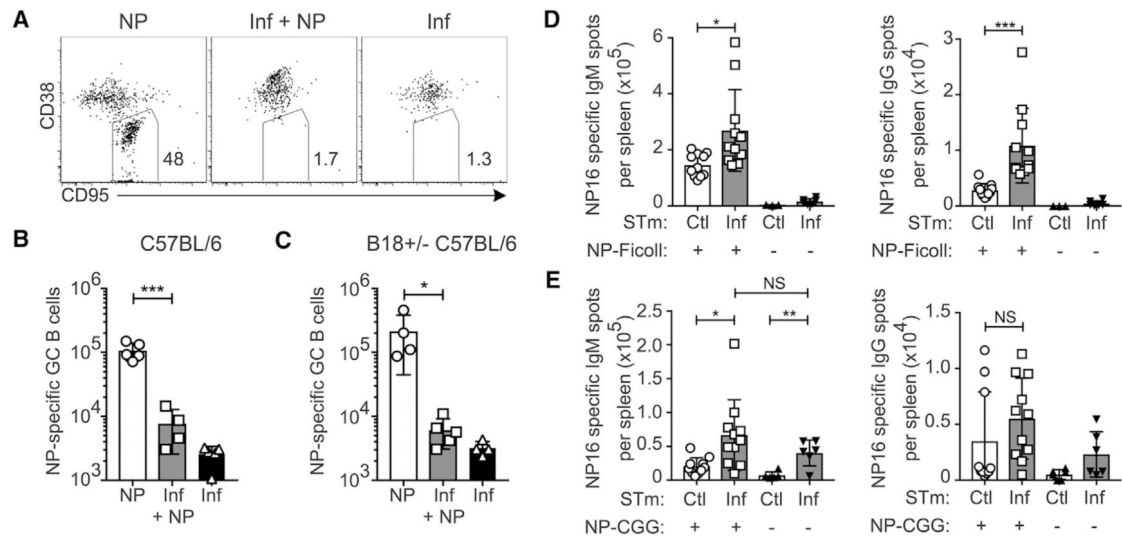 A
NP
Inf + NP
Inf
CD38
48
1.7
1.3
CD95
B
C57BL/6
NP-specific GC B cells
10^6
10^5
10^4
10^3
***
NP
Inf
Inf
+ NP
C
B18+/- C57BL/6
NP-specific GC B cells
10^6
10^5
10^4
10^3
*
NP
Inf
Inf
+ NP
D
NP16 specific IgM spots
per spleen (x10^5)
6
4
2
0
*
STm: Ctl Inf Ctl Inf
NP-Ficoll: + + - -
NP16 specific IgG spots
per spleen (x10^4)
3
2
1
0
***
STm: Ctl Inf Ctl Inf
NP-Ficoll: + + - -
E
NP16 specific IgM spots
per spleen (x10^5)
2.5
2.0
1.5
1.0
0.5
0
NS
*
**
STm: Ctl Inf Ctl Inf
NP-CGG: + + - -
NP16 specific IgG spots
per spleen (x10^4)
1.5
1.0
0.5
0
NS
STm: Ctl Inf Ctl Inf
NP-CGG: + + - -